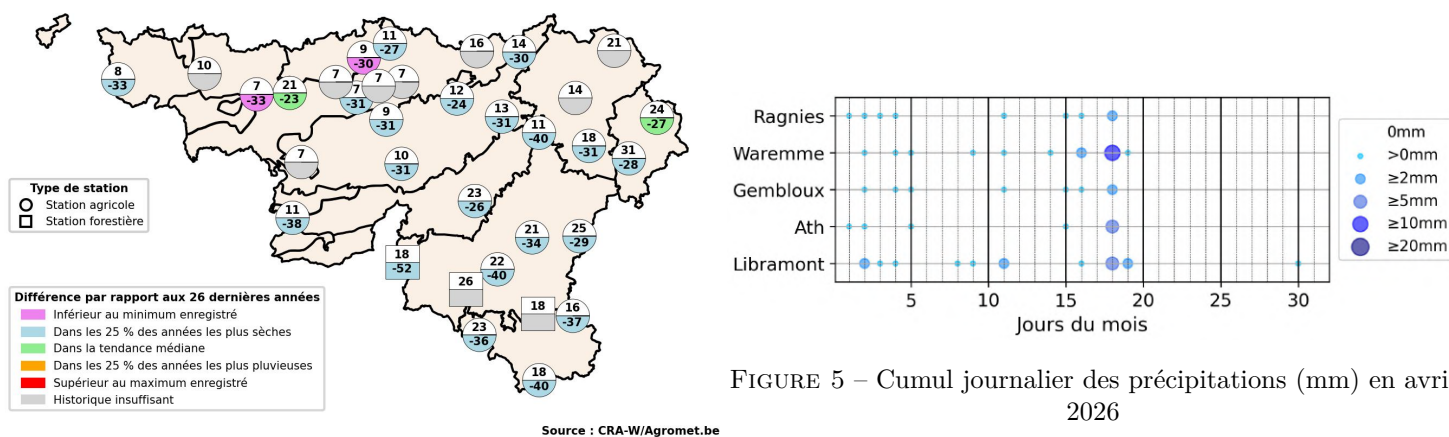 11
-27
9
-30
16
14
-30
21
8
-33
10
7
-33
21
-23
7
7
-31
7
7
12
-24
14
9
-31
13
-31
11
-40
24
-27
18
-31
31
-28
7
10
-31
23
-26
11
-38
21
-34
25
-29
18
-52
22
-40
26
18
16
-37
23
-36
18
-40
Type de station
Station agricole
Station forestière
Différence par rapport aux 26 dernières années
Inférieur au minimum enregistré
Dans les 25 % des années les plus sèches
Dans la tendance médiane
Dans les 25 % des années les plus pluvieuses
Supérieur au maximum enregistré
Historique insuffisant
Source : CRA-W/Agromet.be
Ragnies
Waremme
Gembloux
Ath
Libramont
5 10 15 20 25 30
Jours du mois
0mm
>0mm
≥2mm
≥5mm
≥10mm
≥20mm
FIGURE 5 – Cumul journalier des précipitations (mm) en avri
2026